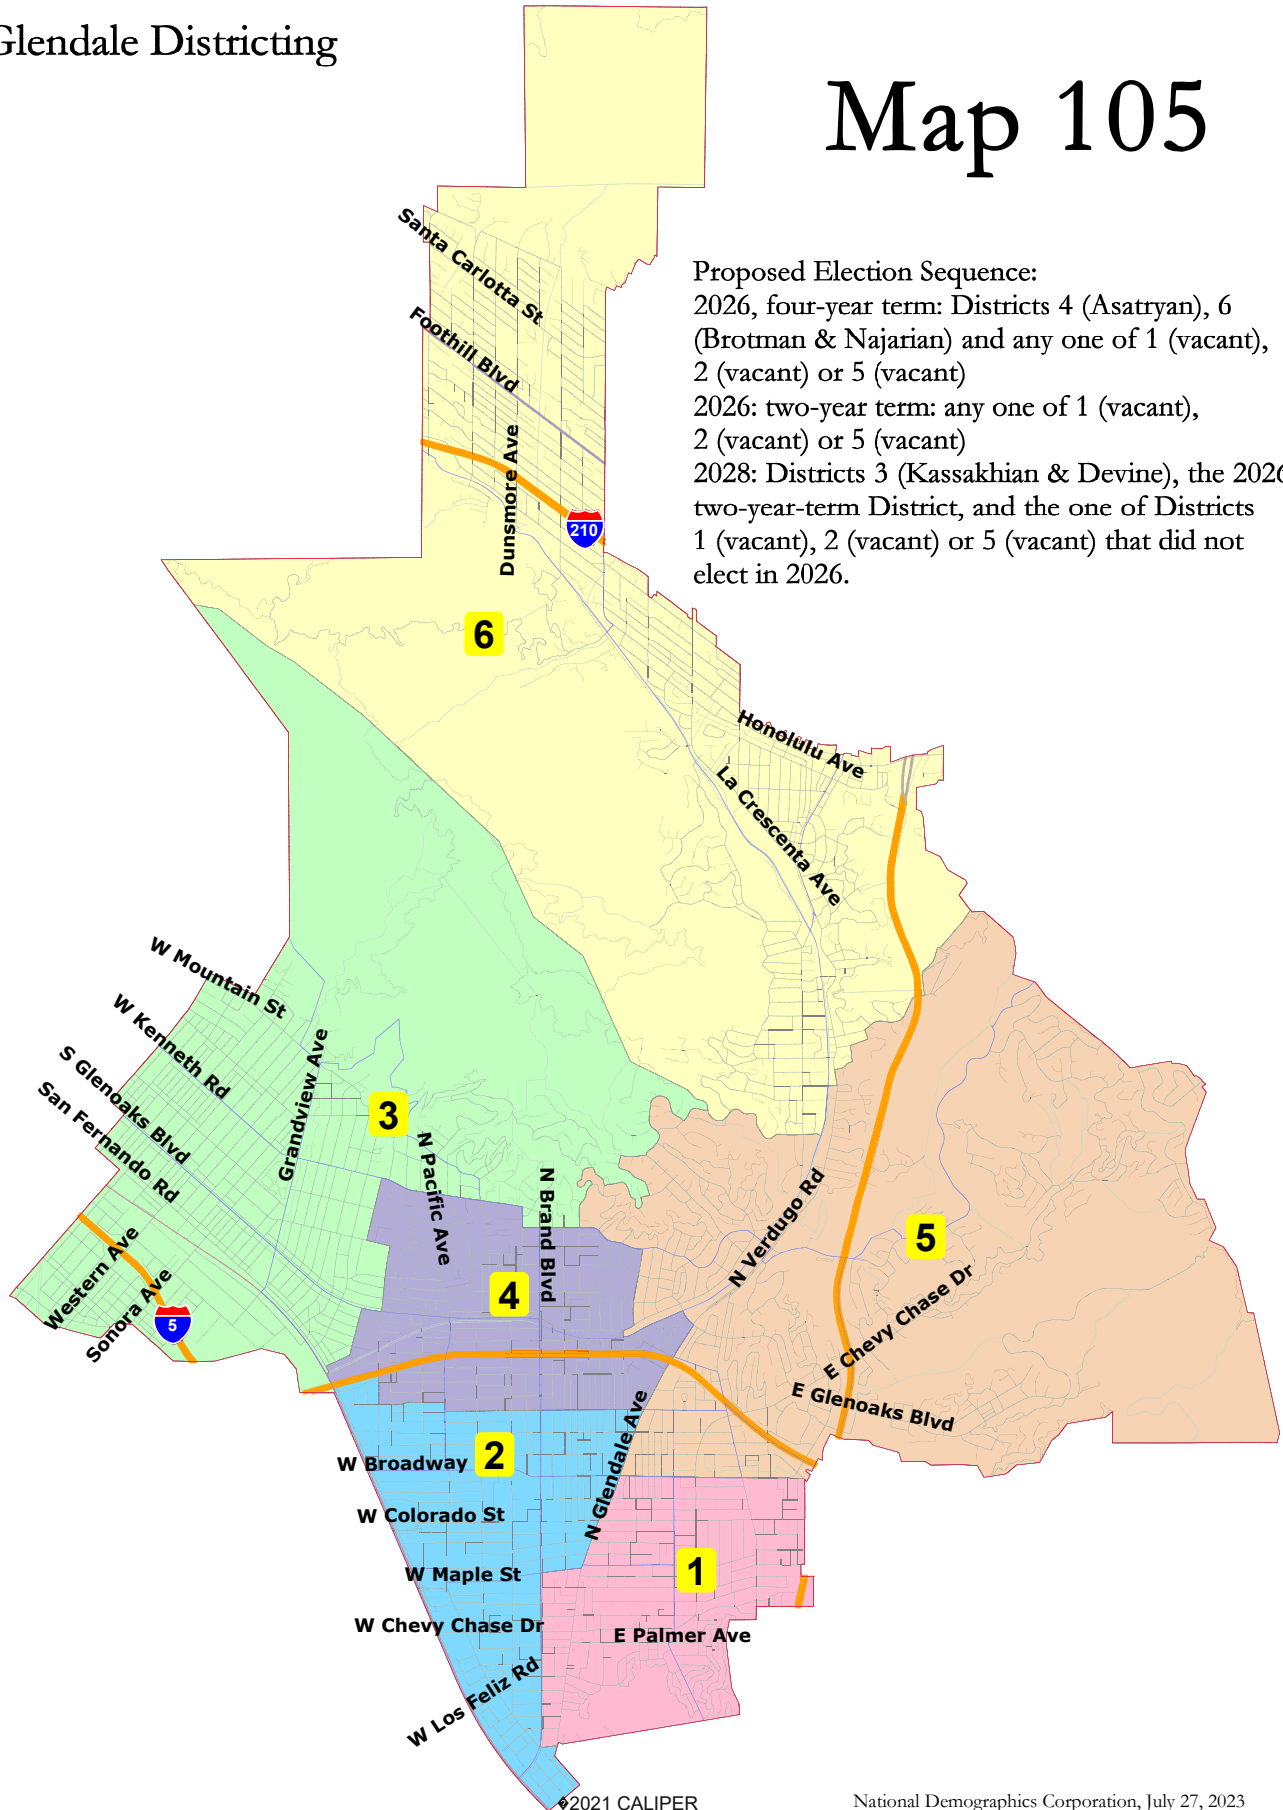 Glendale Districting
Map 105
Proposed Election Sequence:
2026, four-year term: Districts 4 (Asatryan), 6
(Brotman & Najarian) and any one of 1 (vacant),
2 (vacant) or 5 (vacant)
2026: two-year term: any one of 1 (vacant),
2 (vacant) or 5 (vacant)
2028: Districts 3 (Kassakhian & Devine), the 2026
two-year-term District, and the one of Districts
1 (vacant), 2 (vacant) or 5 (vacant) that did not
elect in 2026.
Santa Carlotta St
Foothill Blvd
Dunsmore Ave
210
6
Honolulu Ave
La Crescenta Ave
W Mountain St
W Kenneth Rd
S Glenoaks Blvd
San Fernando Rd
Grandview Ave
3
N Pacific Ave
N Brand Blvd
N Verdugo Rd
5
Western Ave
Sonora Ave
5
4
E Chevy Chase Dr
E Glenoaks Blvd
N Glendale Ave
2
W Broadway
W Colorado St
W Maple St
1
W Chevy Chase Dr
E Palmer Ave
W Los Feliz Rd
�2021 CALIPER
National Demographics Corporation, July 27, 2023